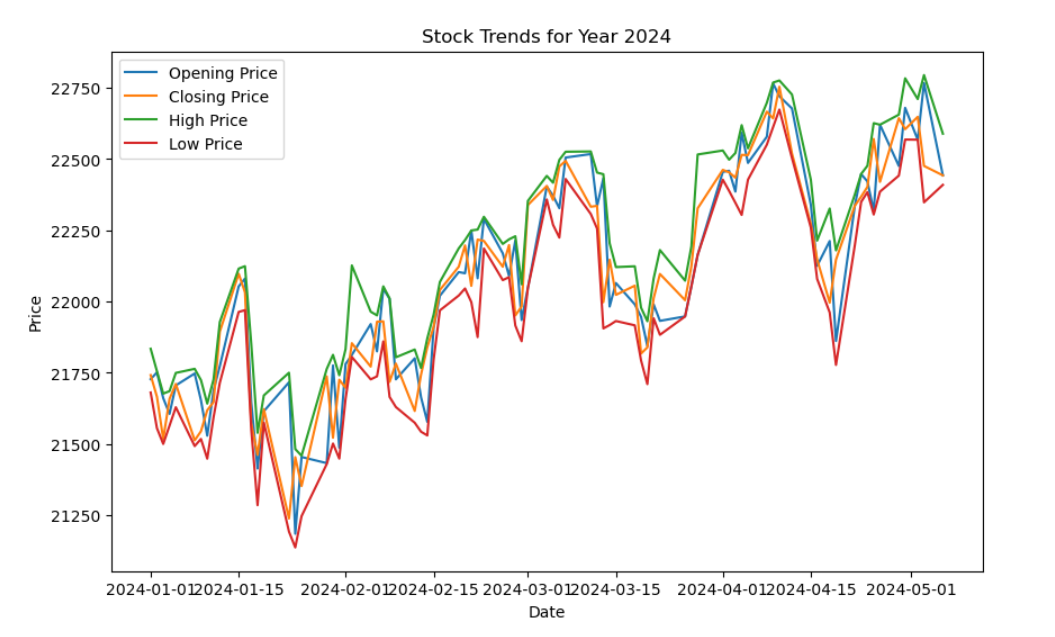 Stock Trends for Year 2024
Opening Price
Closing Price
High Price
Low Price
Price
22750
22500
22250
22000
21750
21500
21250
2024-01-01 2024-01-15 2024-02-01 2024-02-15 2024-03-01 2024-03-15 2024-04-01 2024-04-15 2024-05-01
Date